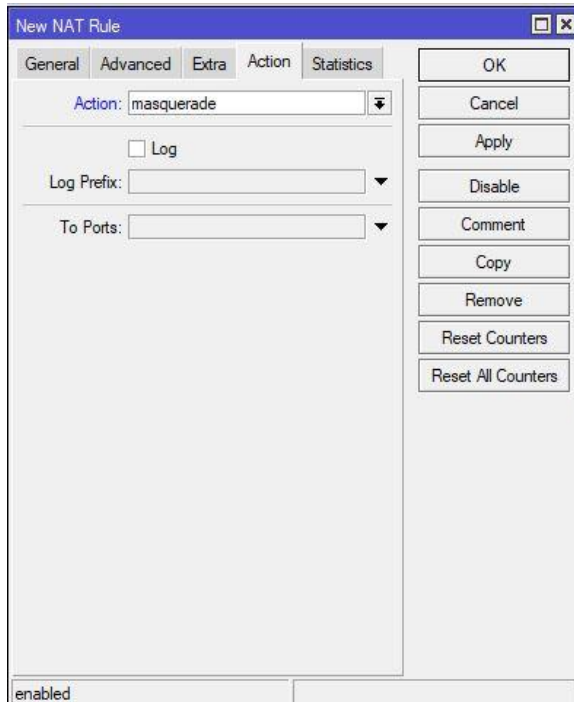 New NAT Rule
General Advanced Extra Action Statistics
Action: masquerade
Log
Log Prefix:
To Ports:
OK
Cancel
Apply
Disable
Comment
Copy
Remove
Reset Counters
Reset All Counters
enabled